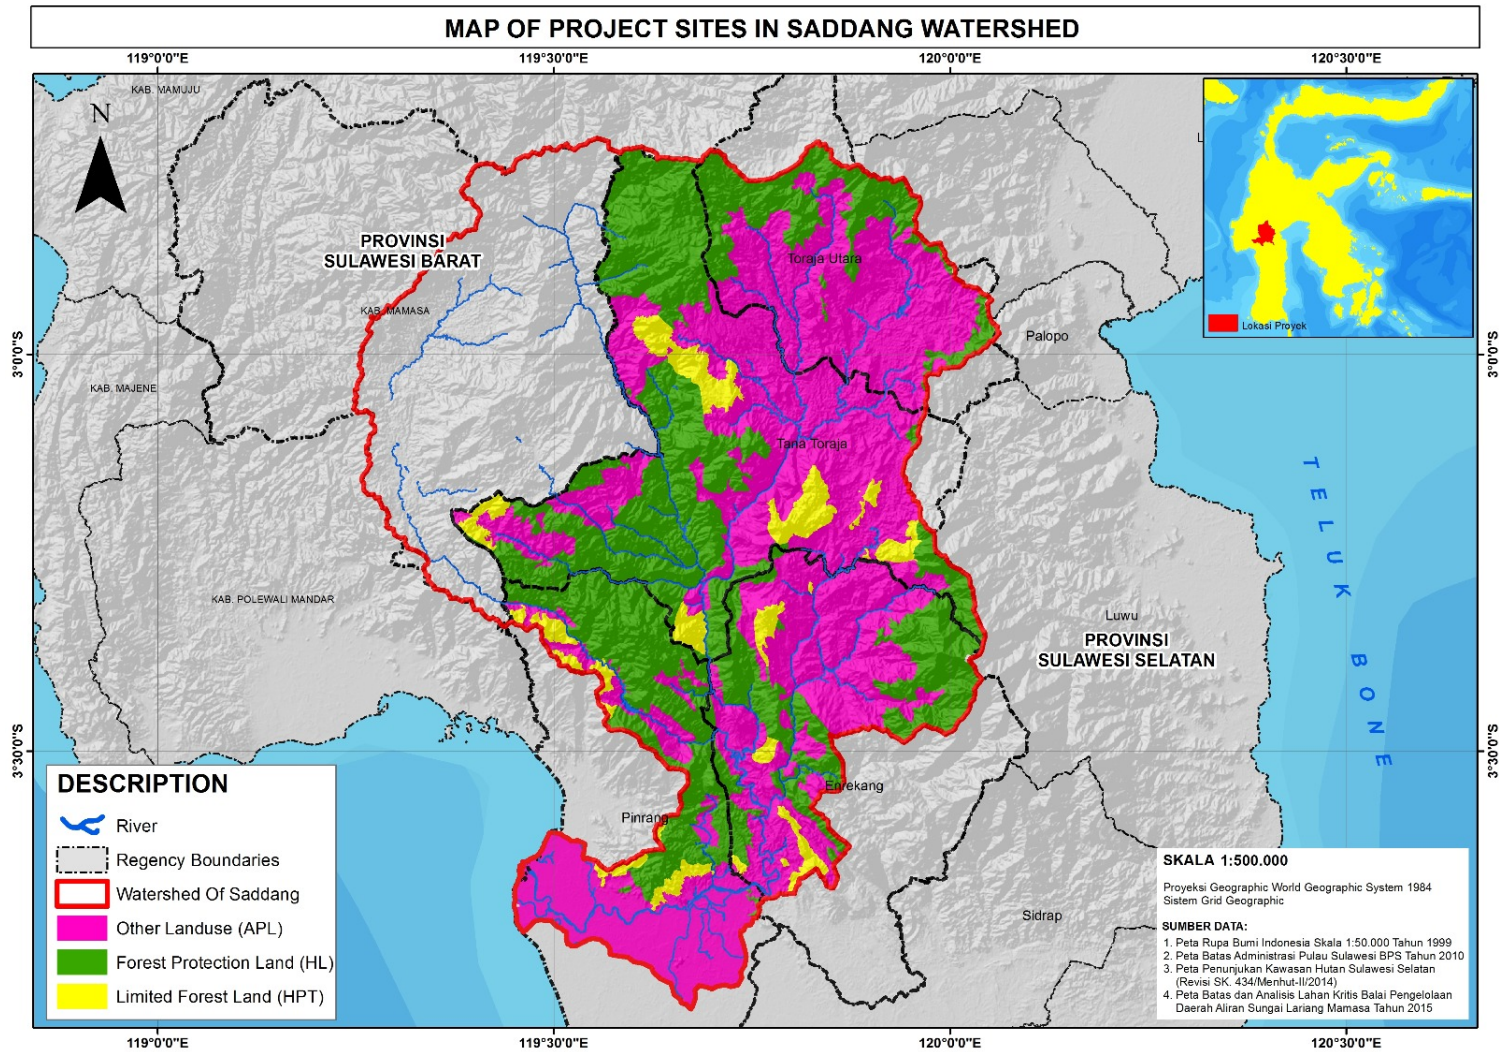 MAP OF PROJECT SITES IN SADDANG WATERSHED
119°0'0"E
119°30'0"E
120°0'0"E
120°30'0"E
KAB. MAMUJU
N
PROVINSI
SULAWESI BARAT
Toraja Utara
KAB. MAMASA
Lokasi Proyek
Palopo
3°0'0"S
3°0'0"S
KAB. MAJENE
Tana Toraja
TELUK BONE
KAB. POLEWALI MANDAR
Luwu
PROVINSI
SULAWESI SELATAN
3°30'0"S
3°30'0"S
Enrekang
Pinrang
Sidrap
DESCRIPTION
River
Regency Boundaries
Watershed Of Saddang
Other Landuse (APL)
Forest Protection Land (HL)
Limited Forest Land (HPT)
SKALA 1:500.000
Proyeksi Geographic World Geographic System 1984
Sistem Grid Geographic
SUMBER DATA:
1. Peta Rupa Bumi Indonesia Skala 1:50.000 Tahun 1999
2. Peta Batas Administrasi Pulau Sulawesi BPS Tahun 2010
3. Peta Penunjukan Kawasan Hutan Sulawesi Selatan
(Revisi SK. 434/Menhut-II/2014)
4. Peta Batas dan Analisis Lahan Kritis Balai Pengelolaan
Daerah Aliran Sungai Lariang Mamasa Tahun 2015
119°0'0"E
119°30'0"E
120°0'0"E
120°30'0"E